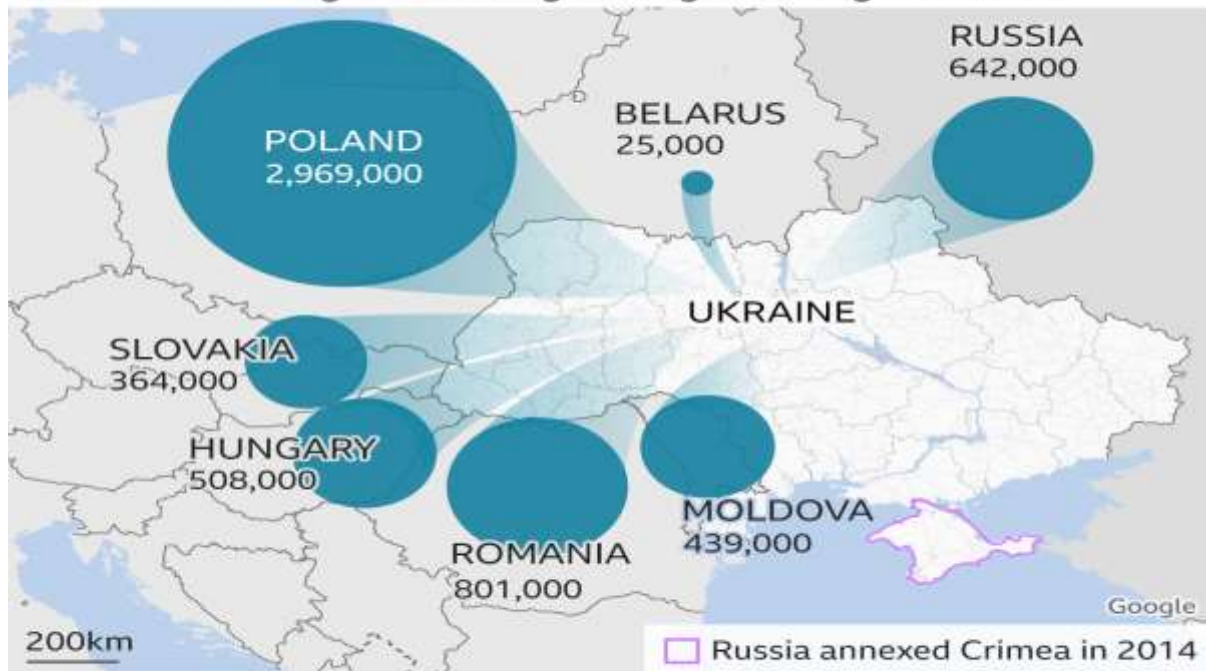 RUSSIA
642,000
BELARUS
25,000
POLAND
2,969,000
UKRAINE
SLOVAKIA
364,000
HUNGARY
508,000
ROMANIA
801,000
MOLDOVA
439,000
Google
200km
Russia annexed Crimea in 2014